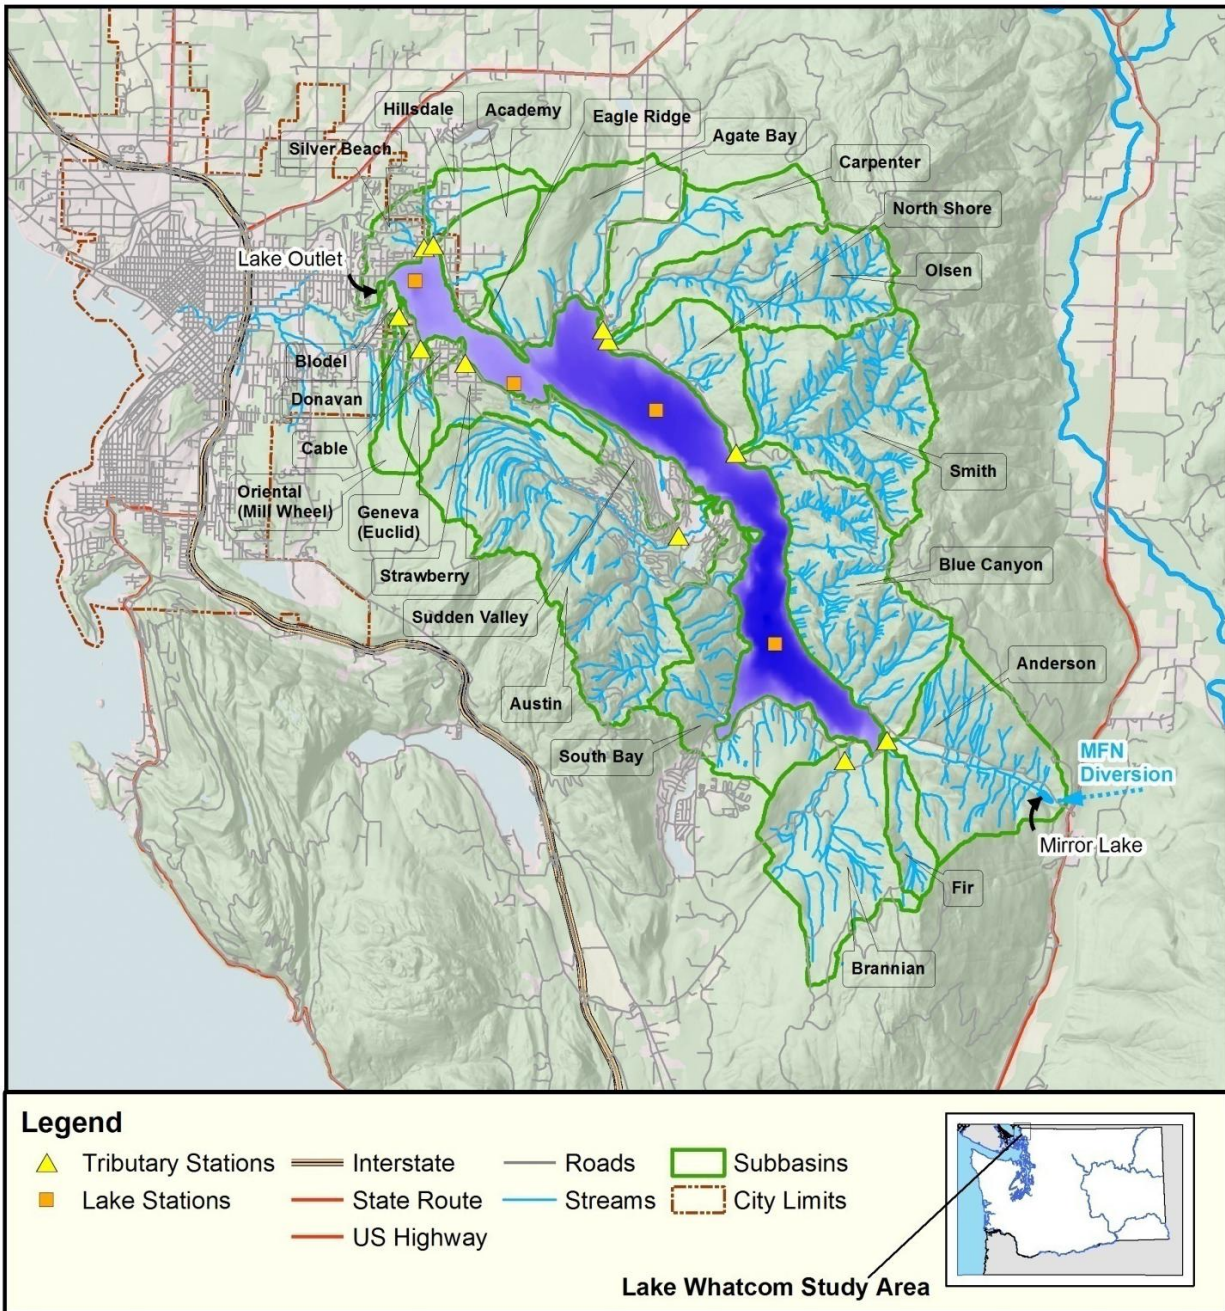 Hillsdale
Academy
Eagle Ridge
Agate Bay
Silver Beach
Carpenter
North Shore
Lake Outlet
Olsen
Blodel
Donavan
Cable
Smith
Oriental
(Mill Wheel)
Geneva
(Euclid)
Blue Canyon
Strawberry
Sudden Valley
Anderson
Austin
South Bay
MFN
Diversion
Mirror Lake
Fir
Brannian
Legend
Tributary Stations
Interstate
Roads
Subbasins
Lake Stations
State Route
Streams
City Limits
US Highway
Lake Whatcom Study Area